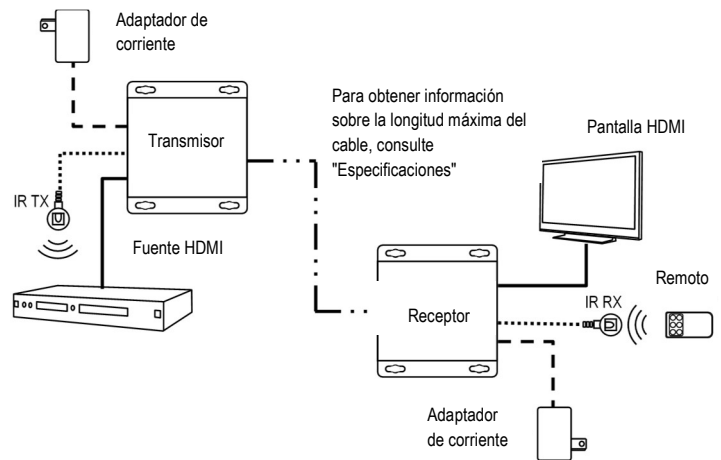 Adaptador de
corriente
Transmisor
Para obtener información
sobre la longitud máxima del
cable, consulte
"Especificaciones"
Pantalla HDMI
IR TX
Fuente HDMI
Receptor
IR RX
Remoto
Adaptador
de corriente